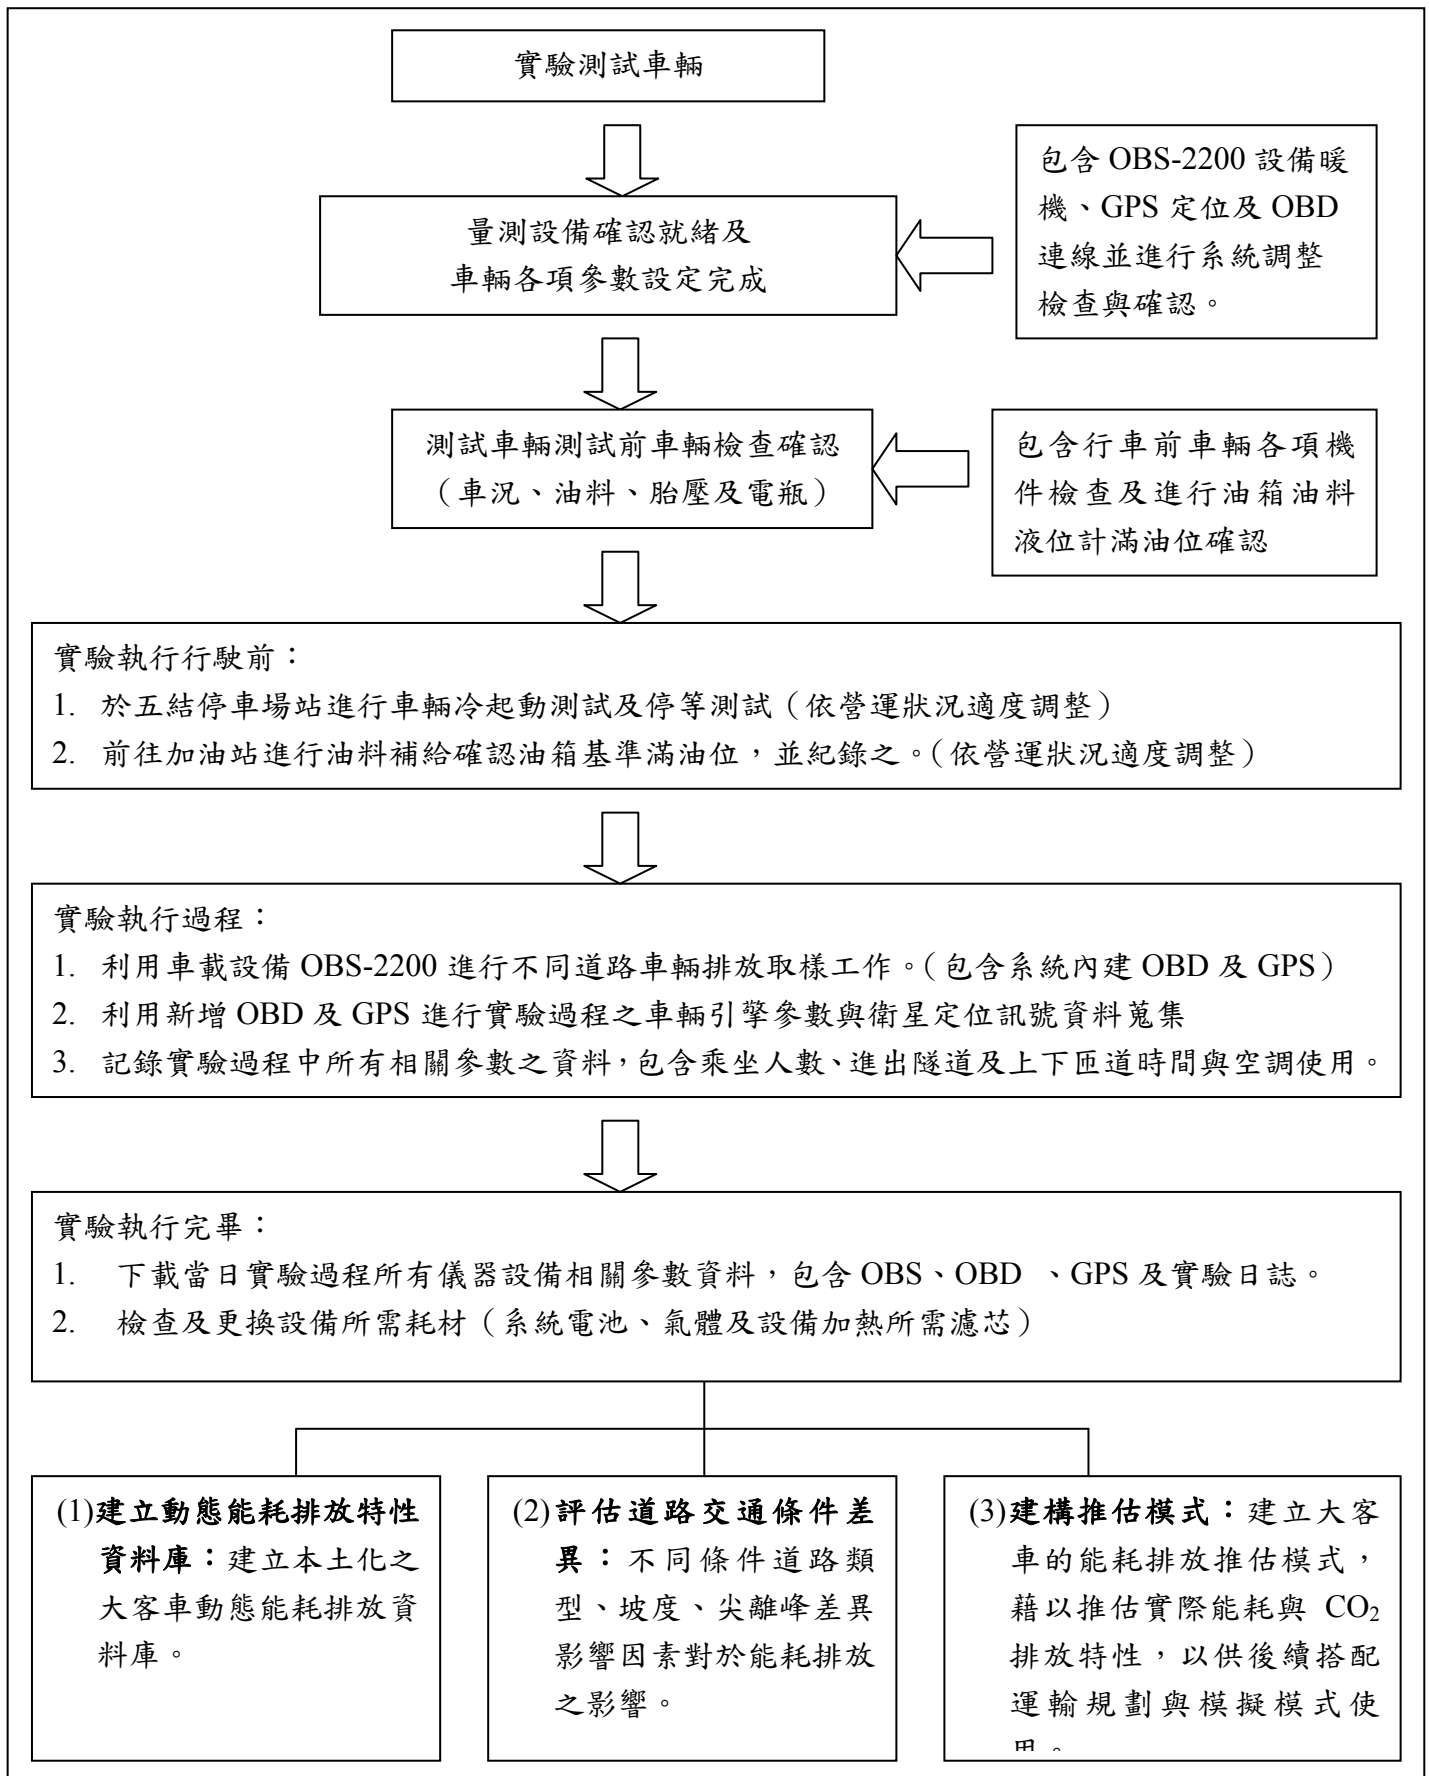 實驗測試車輛
量測設備確認就緒及
車輛各項參數設定完成
包含 OBS-2200 設備暖
機、GPS 定位及 OBD
連線並進行系統調整
檢查與確認。
測試車輛測試前車輛檢查確認
（車況、油料、胎壓及電瓶）
包含行車前車輛各項機
件檢查及進行油箱油料
液位計滿油位確認
實驗執行行駛前：
1. 於五結停車場站進行車輛冷起動測試及停等測試（依營運狀況適度調整）
2. 前往加油站進行油料補給確認油箱基準滿油位，並紀錄之。（依營運狀況適度調整）
實驗執行過程：
1. 利用車載設備 OBS-2200 進行不同道路車輛排放取樣工作。（包含系統內建 OBD 及 GPS）
2. 利用新增 OBD 及 GPS 進行實驗過程之車輛引擎參數與衛星定位訊號資料蒐集
3. 記錄實驗過程中所有相關參數之資料，包含乘坐人數、進出隧道及上下匝道時間與空調使用。
實驗執行完畢：
1. 下載當日實驗過程所有儀器設備相關參數資料，包含 OBS、OBD 、GPS 及實驗日誌。
2. 檢查及更換設備所需耗材（系統電池、氣體及設備加熱所需濾芯）
(1)建立動態能耗排放特性
資料庫：建立本土化之
大客車動態能耗排放資
料庫。
(2)評估道路交通條件差
異：不同條件道路類
型、坡度、尖離峰差異
影響因素對於能耗排放
之影響。
(3)建構推估模式：建立大客
車的能耗排放推估模式，
藉以推估實際能耗與 CO₂
排放特性，以供後續搭配
運輸規劃與模擬模式使
用。